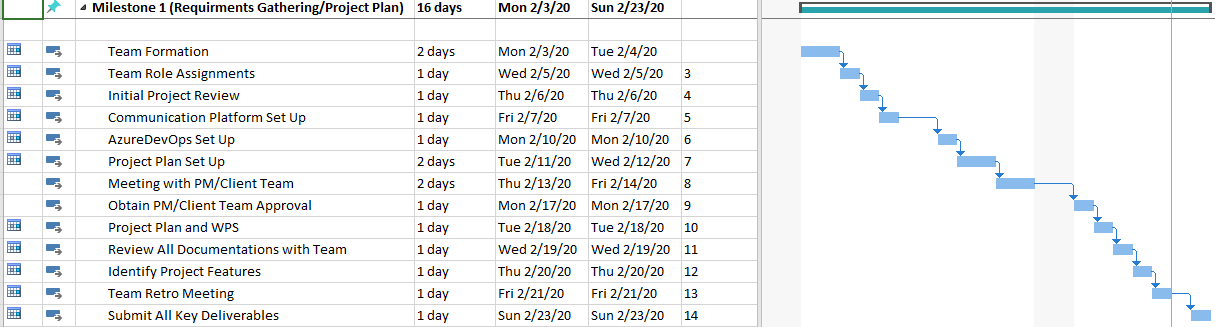 Milestone 1 (Requirments Gathering/Project Plan) 16 days Mon 2/3/20 Sun 2/23/20
Team Formation 2 days Mon 2/3/20 Tue 2/4/20
Team Role Assignments 1 day Wed 2/5/20 Wed 2/5/20 3
Initial Project Review 1 day Thu 2/6/20 Thu 2/6/20 4
Communication Platform Set Up 1 day Fri 2/7/20 Fri 2/7/20 5
AzureDevOps Set Up 1 day Mon 2/10/20 Mon 2/10/20 6
Project Plan Set Up 2 days Tue 2/11/20 Wed 2/12/20 7
Meeting with PM/Client Team 2 days Thu 2/13/20 Fri 2/14/20 8
Obtain PM/Client Team Approval 1 day Mon 2/17/20 Mon 2/17/20 9
Project Plan and WPS 1 day Tue 2/18/20 Tue 2/18/20 10
Review All Documentations with Team 1 day Wed 2/19/20 Wed 2/19/20 11
Identify Project Features 1 day Thu 2/20/20 Thu 2/20/20 12
Team Retro Meeting 1 day Fri 2/21/20 Fri 2/21/20 13
Submit All Key Deliverables 1 day Sun 2/23/20 Sun 2/23/20 14